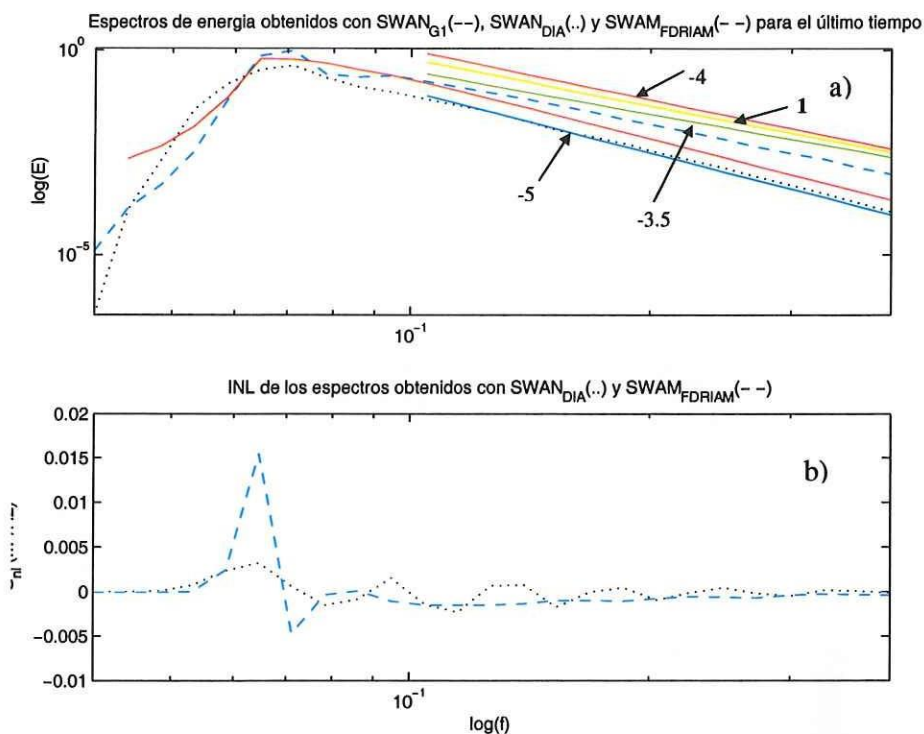 Espectros de energia obtenidos con SWAN_G1(--), SWAN_DIA(..) y SWAM_FDRIAM(- -) para el último tiempo
10^0
a)
-4
1
log(E)
-5
-3.5
10^-5
10^-1
INL de los espectros obtenidos con SWAN_DIA(..) y SWAM_FDRIAM(- -)
0.02
b)
0.015
0.01
0.005
0
-0.005
-0.01
10^-1
log(f)